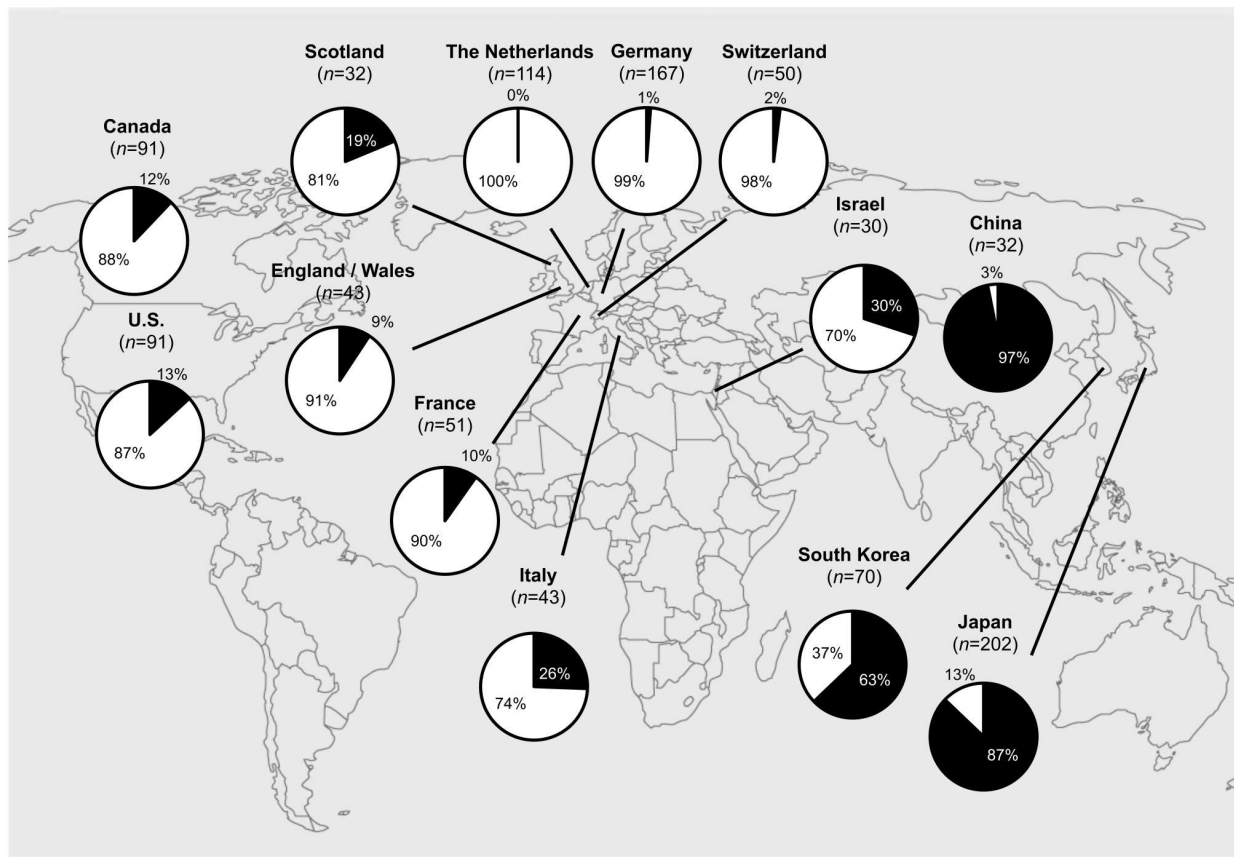 Scotland
(n=32)
19%
81%
The Netherlands
(n=114)
0%
100%
Germany
(n=167)
1%
99%
Switzerland
(n=50)
2%
98%
Canada
(n=91)
12%
88%
Israel
(n=30)
30%
70%
China
(n=32)
3%
97%
England / Wales
(n=43)
9%
91%
U.S.
(n=91)
13%
87%
France
(n=51)
10%
90%
Italy
(n=43)
26%
74%
South Korea
(n=70)
37%
63%
Japan
(n=202)
13%
87%